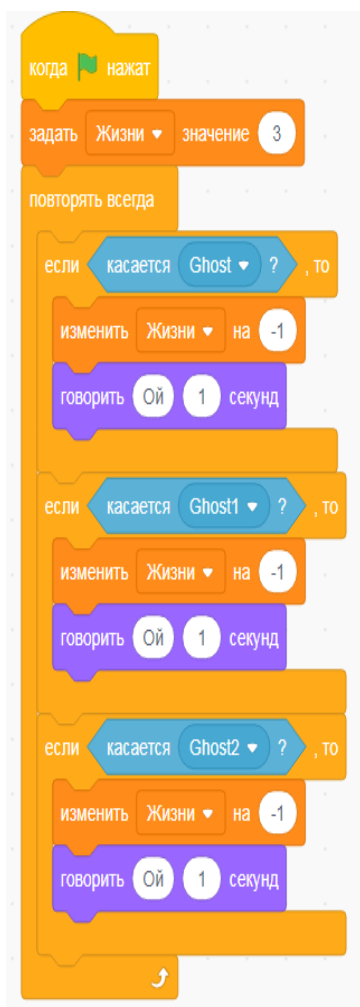 когда нажат
задать Жизни значение 3
повторять всегда
если касается Ghost ? , то
изменить Жизни на -1
говорить Ой 1 секунд
если касается Ghost1 ? , то
изменить Жизни на -1
говорить Ой 1 секунд
если касается Ghost2 ? , то
изменить Жизни на -1
говорить Ой 1 секунд